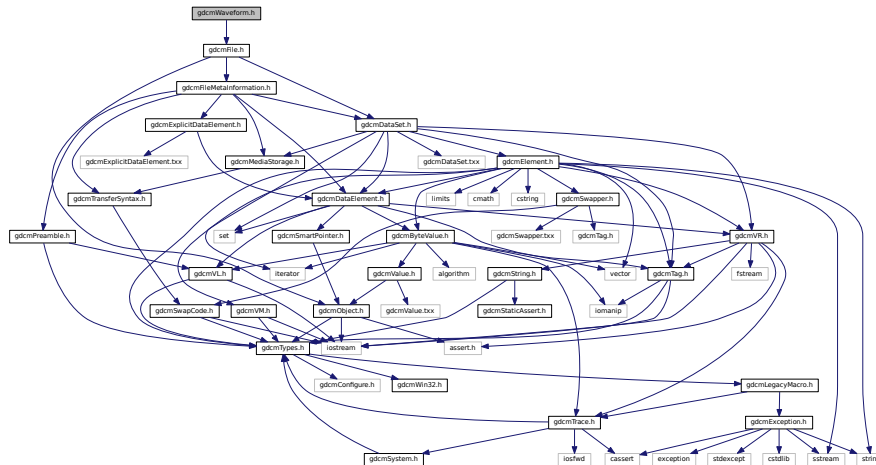 gdcmWaveform.h
gdcmFile.h
gdcmFileMetaInformation.h
gdcmExplicitDataElement.h
gdcmDataSet.h
gdcmExplicitDataElement.txx
gdcmMediaStorage.h
gdcmDataSet.txx
gdcmElement.h
gdcmTransferSyntax.h
gdcmDataElement.h
limits
cmath
cstring
gdcmSwapper.h
gdcmPreamble.h
set
gdcmSmartPointer.h
gdcmByteValue.h
gdcmSwapper.txx
gdcmTag.h
gdcmVR.h
gdcmVL.h
iterator
gdcmValue.h
algorithm
gdcmString.h
vector
gdcmTag.h
fstream
gdcmSwapCode.h
gdcmVM.h
gdcmObject.h
gdcmValue.txx
gdcmStaticAssert.h
iomanip
gdcmTypes.h
iostream
assert.h
gdcmConfigure.h
gdcmWin32.h
gdcmLegacyMacro.h
gdcmTrace.h
gdcmException.h
gdcmSystem.h
iosfwd
cassert
exception
stdexcept
cstdlib
sstream